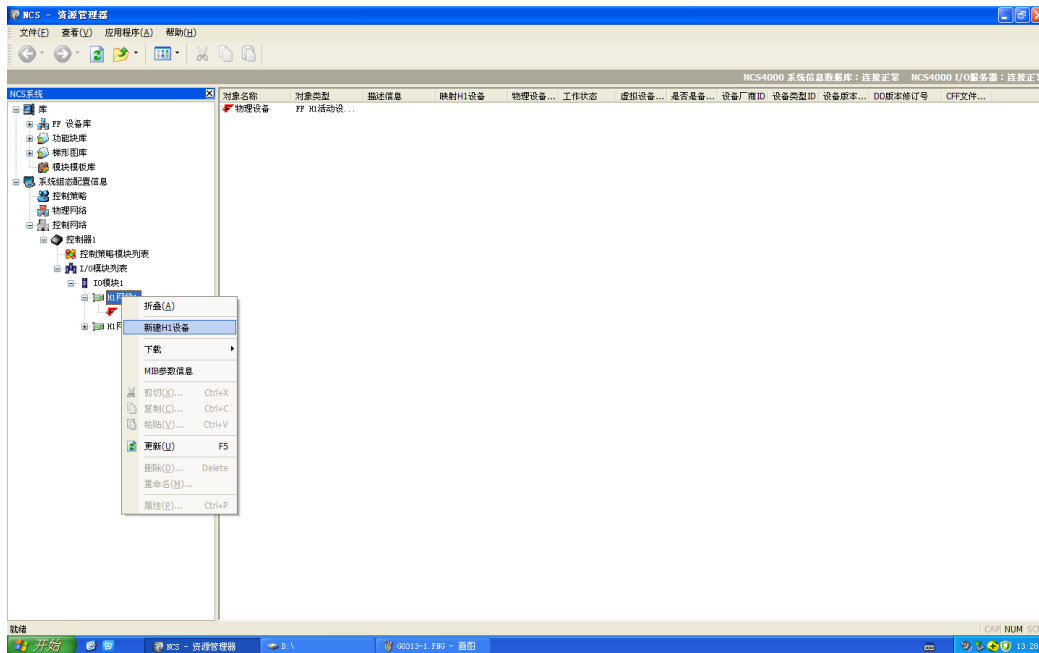 NCS - 资源管理器
文件(F) 查看(V) 应用程序(A) 帮助(H)
NCS4000 系统信息数据库：连接正常 NCS4000 I/O服务器：连接正
NCS系统
对象名称 对象类型 描述信息 映射H1设备 物理设备... 工作状态 虚拟设备... 是否是备... 设备厂商ID 设备类型ID 设备版本... DD版本修订号 CFF文件...
物理设备 FF H1活动设...
库
FF 设备库
功能块库
梯形图库
模块模板库
系统组态配置信息
控制策略
物理网络
控制网络
控制器1
控制策略模块列表
I/O模块列表
IO模块1
H1
H1
折叠(A)
新建H1设备
下载
MIB参数信息
剪切(X)... Ctrl+X
复制(C)... Ctrl+C
粘贴(V)... Ctrl+V
更新(U) F5
删除(D)... Delete
重命名(M)...
属性(P)... Ctrl+P
就绪
CAP NUM SC
开始 NCS - 资源管理器 D:\ G0313-1.PNG - 画图 13:28